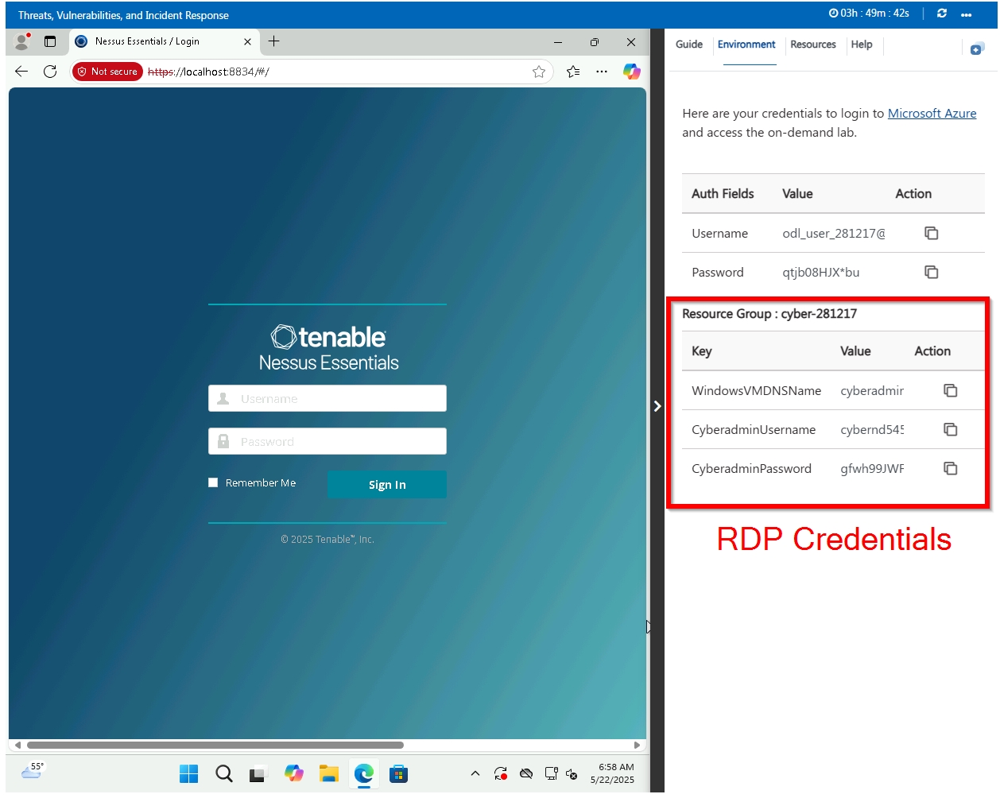 Threats, Vulnerabilities, and Incident Response
03h : 49m : 42s
Nessus Essentials / Login
Not secure
https://localhost:8834/#/
tenable
Nessus Essentials
Username
Password
Remember Me
Sign In
© 2025 Tenable™, Inc.
55°
6:58 AM
5/22/2025
Guide
Environment
Resources
Help
Here are your credentials to login to Microsoft Azure
and access the on-demand lab.
Auth Fields Value Action
Username odl_user_281217@
Password qtjb08HJX*bu
Resource Group : cyber-281217
Key Value Action
WindowsVMDNSName cyberadmin
CyberadminUsername cybernd545
CyberadminPassword gfwh99JWF
RDP Credentials